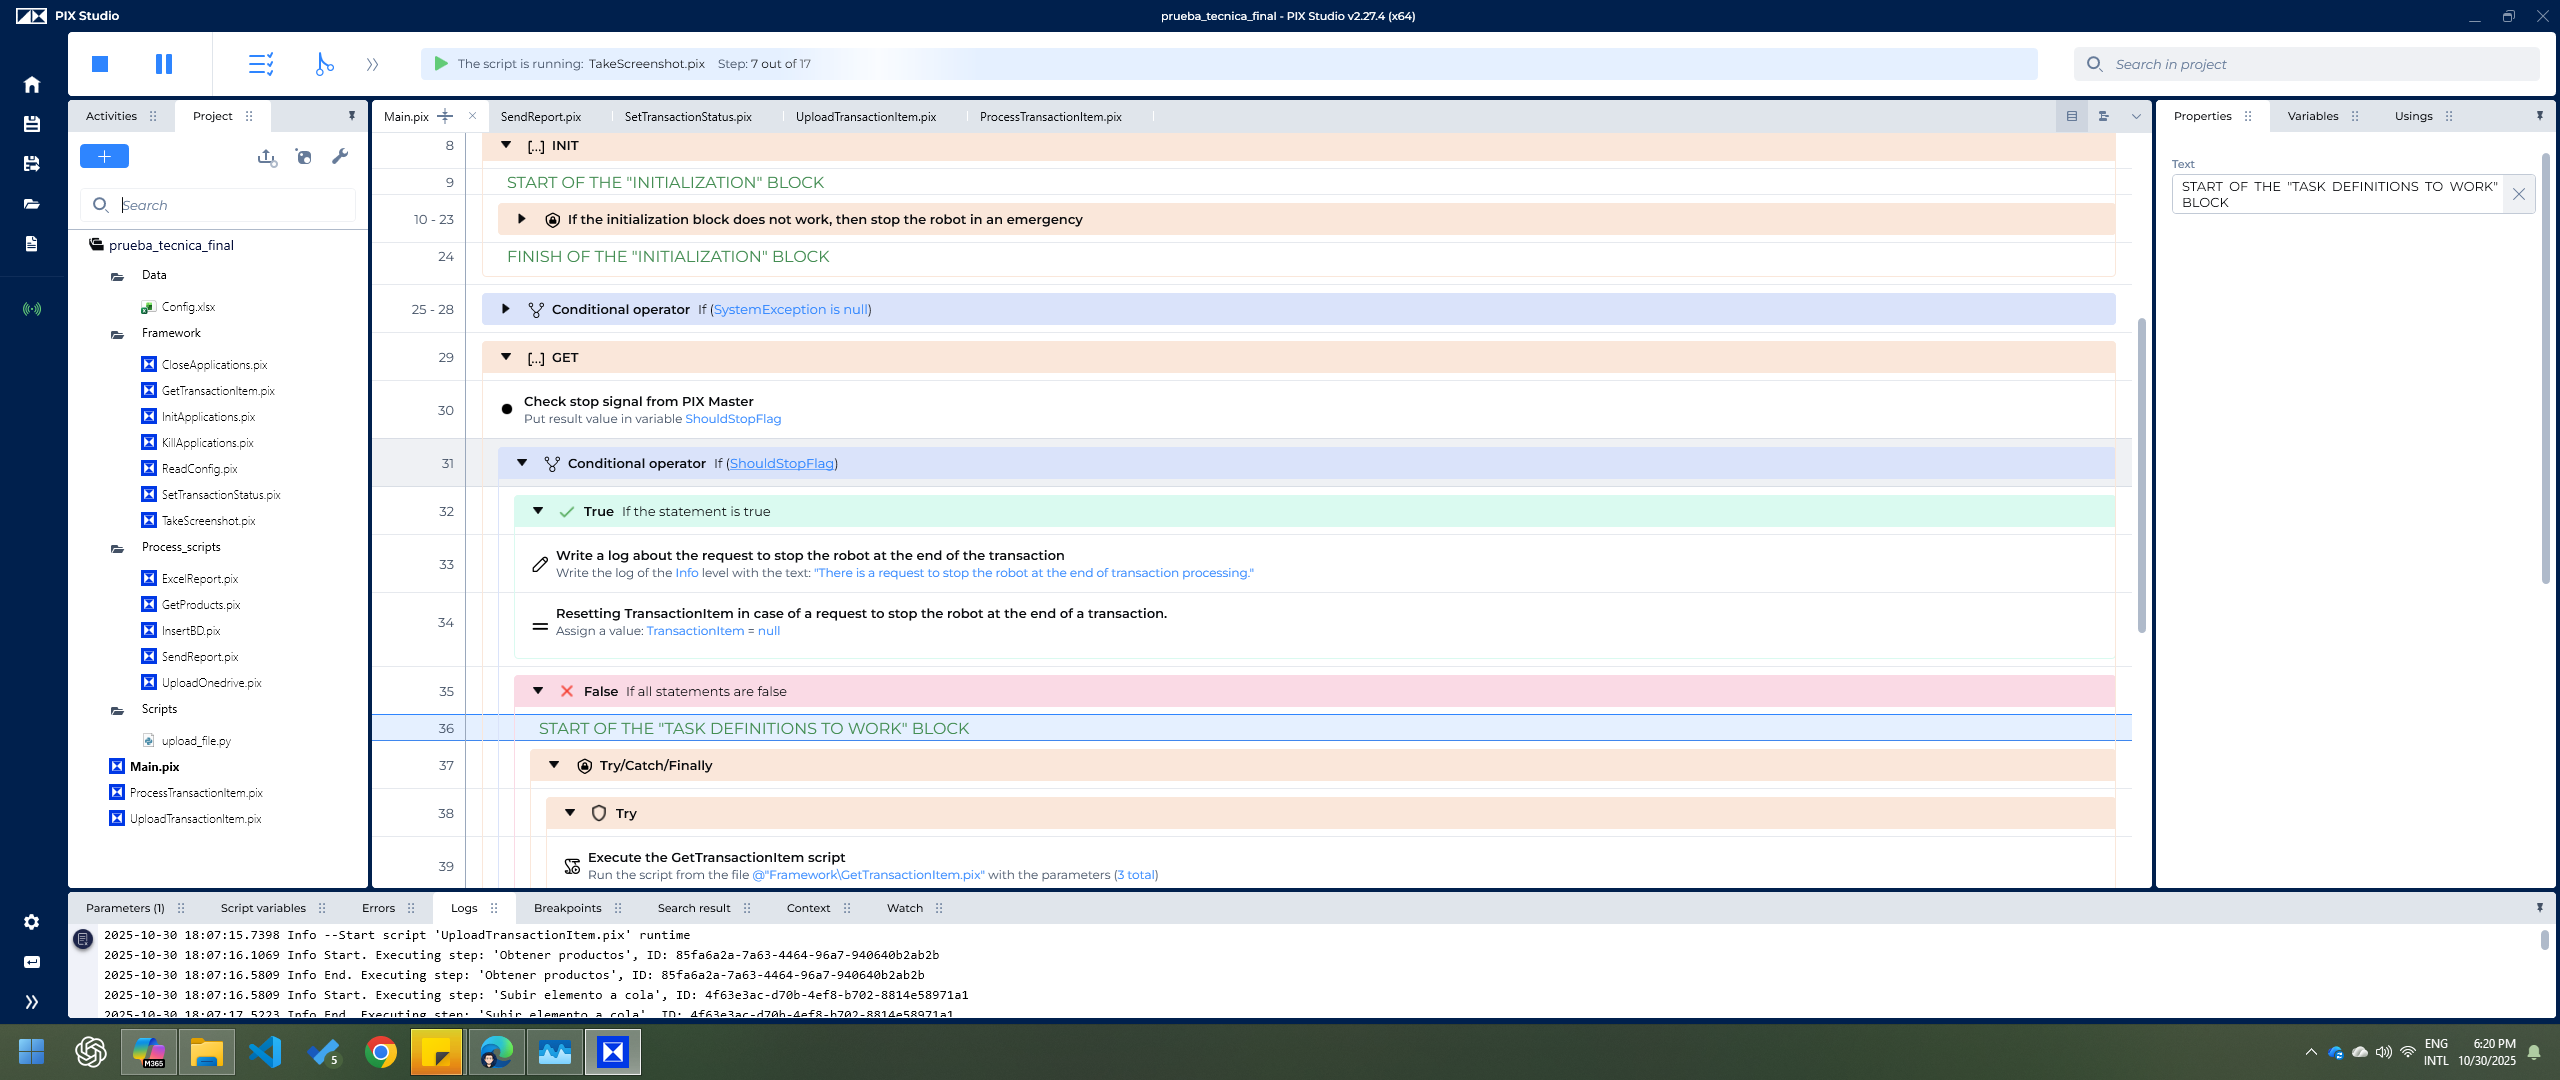 PIX Studio
prueba_tecnica_final - PIX Studio v2.27.4 (x64)
The script is running: TakeScreenshot.pix Step: 7 out of 17
Search in project
Activities
Project
Search
prueba_tecnica_final
Data
Config.xlsx
Framework
CloseApplications.pix
GetTransactionItem.pix
InitApplications.pix
KillApplications.pix
ReadConfig.pix
SetTransactionStatus.pix
TakeScreenshot.pix
Process_scripts
ExcelReport.pix
GetProducts.pix
InsertBD.pix
SendReport.pix
UploadOnedrive.pix
Scripts
upload_file.py
Main.pix
ProcessTransactionItem.pix
UploadTransactionItem.pix
Main.pix
SendReport.pix
SetTransactionStatus.pix
UploadTransactionItem.pix
ProcessTransactionItem.pix
8 [...] INIT
9 START OF THE "INITIALIZATION" BLOCK
10 - 23 If the initialization block does not work, then stop the robot in an emergency
24 FINISH OF THE "INITIALIZATION" BLOCK
25 - 28 Conditional operator If (SystemException is null)
29 [...] GET
30 Check stop signal from PIX Master
Put result value in variable ShouldStopFlag
31 Conditional operator If (ShouldStopFlag)
32 True If the statement is true
33 Write a log about the request to stop the robot at the end of the transaction
Write the log of the Info level with the text: "There is a request to stop the robot at the end of transaction processing."
34 Resetting TransactionItem in case of a request to stop the robot at the end of a transaction.
Assign a value: TransactionItem = null
35 False If all statements are false
36 START OF THE "TASK DEFINITIONS TO WORK" BLOCK
37 Try/Catch/Finally
38 Try
39 Execute the GetTransactionItem script
Run the script from the file @"Framework\GetTransactionItem.pix" with the parameters (3 total)
Properties
Variables
Usings
Text
START OF THE "TASK DEFINITIONS TO WORK"
BLOCK
Parameters (1)
Script variables
Errors
Logs
Breakpoints
Search result
Context
Watch
2025-10-30 18:07:15.7398 Info --Start script 'UploadTransactionItem.pix' runtime
2025-10-30 18:07:16.1069 Info Start. Executing step: 'Obtener productos', ID: 85fa6a2a-7a63-4464-96a7-940640b2ab2b
2025-10-30 18:07:16.5809 Info End. Executing step: 'Obtener productos', ID: 85fa6a2a-7a63-4464-96a7-940640b2ab2b
2025-10-30 18:07:16.5809 Info Start. Executing step: 'Subir elemento a cola', ID: 4f63e3ac-d70b-4ef8-b702-8814e58971a1
2025-10-30 18:07:17.5223 Info End. Executing step: 'Subir elemento a cola', ID: 4f63e3ac-d70b-4ef8-b702-8814e58971a1
M365
5
ENG
INTL
6:20 PM
10/30/2025